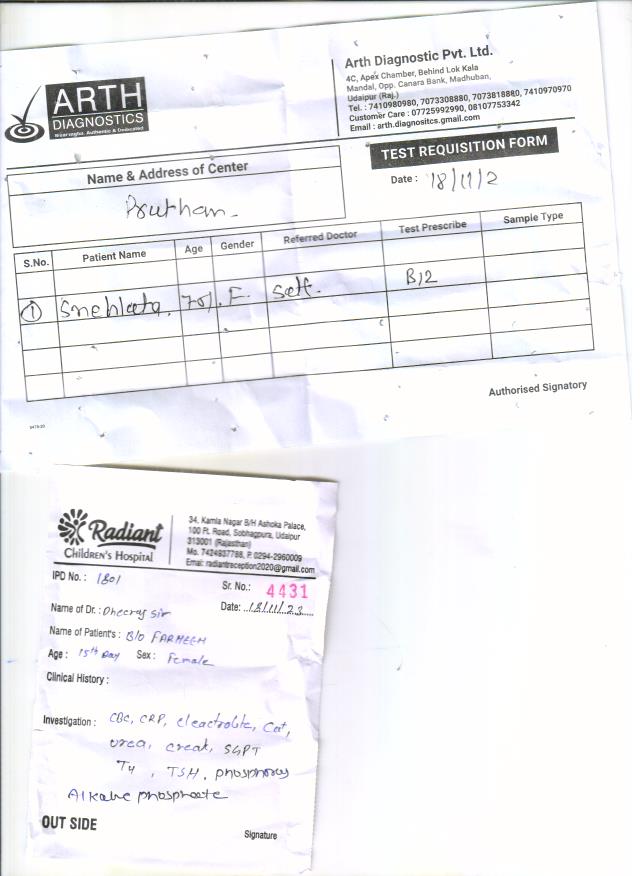 ARTH
DIAGNOSTICS
Arth Diagnostic Pvt. Ltd.
4C, Apex Chamber, Behind Lok Kala
Mandal, Opp. Canara Bank, Madhuban,
Udaipur (Raj.)
Tel. : 7410980980, 7073308880, 7073818880, 7410970970
Customer Care : 07725992990, 08107753342
Email : arth.diagnositcs.gmail.com
TEST REQUISITION FORM
Name & Address of Center
Date : 18/11/2
Prutham
S.No. Patient Name Age Gender Referred Doctor Test Prescribe Sample Type
① Snehlata. 70/. F. self. B12
Authorised Signatory
Radiant
Children's Hospital
34, Kamla Nagar B/H Ashoka Palace,
100 Ft. Road, Sobhagpura, Udaipur
313001 (Rajasthan)
Mo. 7424937788, P. 0294-2960009
Email: radiantreception2020@gmail.com
IPD No. : 1801
Sr. No.: 4431
Name of Dr. : Dheeraj Sir
Date: 18/11/23
Name of Patient's : B/O FARHEEN
Age : 15th Day Sex : Female
Clinical History :
Investigation : CBC, CRP, eleactrolite, Cat,
urea, creat, SGPT
T4, TSH, phosphorus
Alkalie phosphate
OUT SIDE
Signature